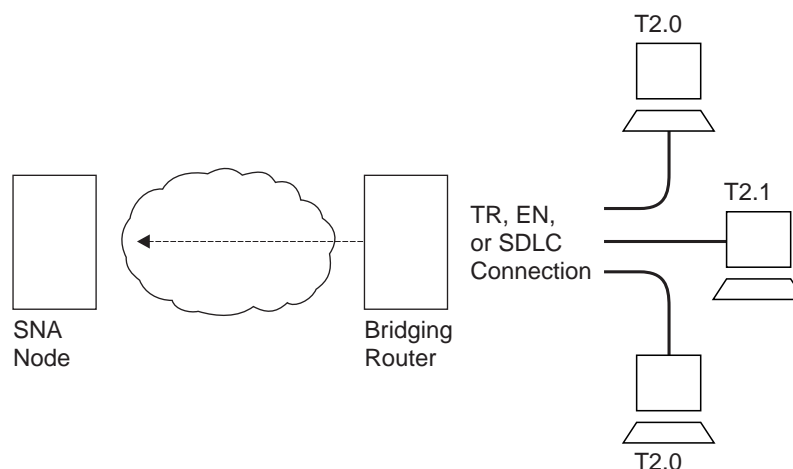 T2.0
T2.1
TR, EN,
or SDLC
Connection
SNA
Node
Bridging
Router
T2.0